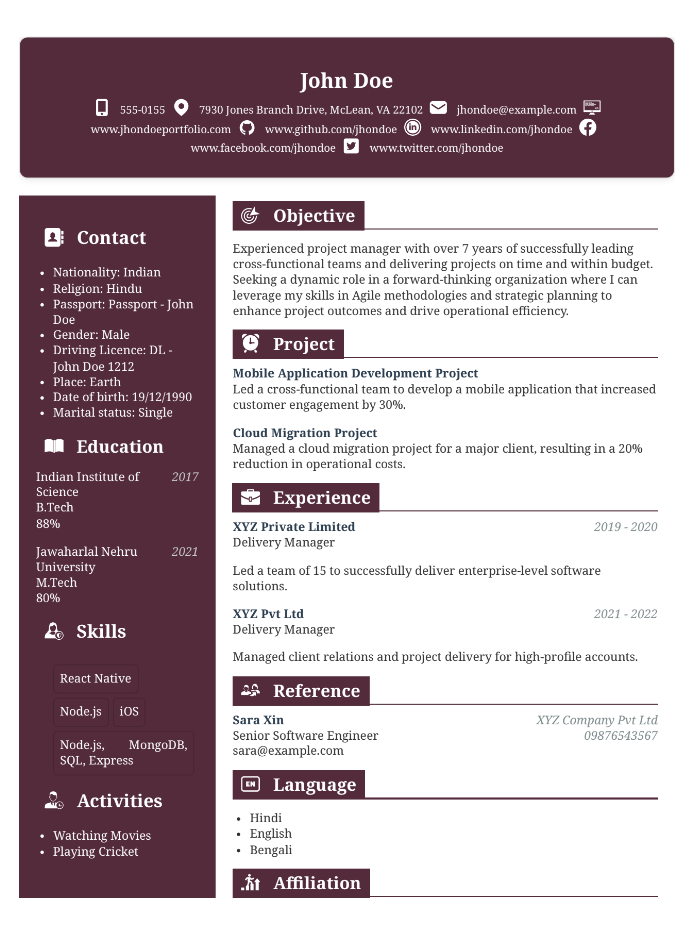 John Doe
555-0155 7930 Jones Branch Drive, McLean, VA 22102 jhondoe@example.com
www.jhondoeportfolio.com www.github.com/jhondoe www.linkedin.com/jhondoe
www.facebook.com/jhondoe www.twitter.com/jhondoe
Contact
• Nationality: Indian
• Religion: Hindu
• Passport: Passport - John
Doe
• Gender: Male
• Driving Licence: DL -
John Doe 1212
• Place: Earth
• Date of birth: 19/12/1990
• Marital status: Single
Education
Indian Institute of 2017
Science
B.Tech
88%
Jawaharlal Nehru 2021
University
M.Tech
80%
Skills
React Native
Node.js iOS
Node.js, MongoDB,
SQL, Express
Activities
• Watching Movies
• Playing Cricket
Objective
Experienced project manager with over 7 years of successfully leading
cross-functional teams and delivering projects on time and within budget.
Seeking a dynamic role in a forward-thinking organization where I can
leverage my skills in Agile methodologies and strategic planning to
enhance project outcomes and drive operational efficiency.
Project
Mobile Application Development Project
Led a cross-functional team to develop a mobile application that increased
customer engagement by 30%.
Cloud Migration Project
Managed a cloud migration project for a major client, resulting in a 20%
reduction in operational costs.
Experience
XYZ Private Limited 2019 - 2020
Delivery Manager
Led a team of 15 to successfully deliver enterprise-level software
solutions.
XYZ Pvt Ltd 2021 - 2022
Delivery Manager
Managed client relations and project delivery for high-profile accounts.
Reference
Sara Xin XYZ Company Pvt Ltd
Senior Software Engineer 09876543567
sara@example.com
EN Language
• Hindi
• English
• Bengali
Affiliation